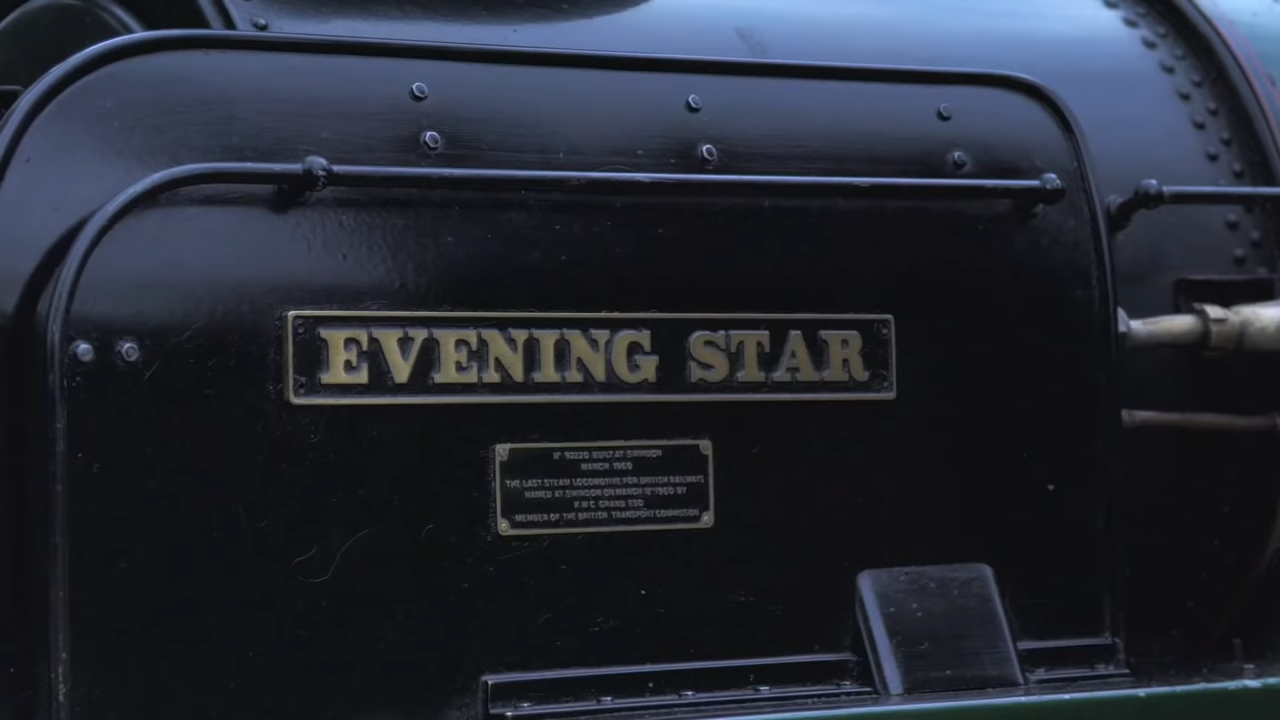 EVENING STAR
Nº 92220 BUILT AT SWINDON
MARCH 1960
THE LAST STEAM LOCOMOTIVE FOR BRITISH RAILWAYS
NAMED AT SWINDON ON MARCH 18TH 1960 BY
K W C GRAND ESQ
MEMBER OF THE BRITISH TRANSPORT COMMISSION